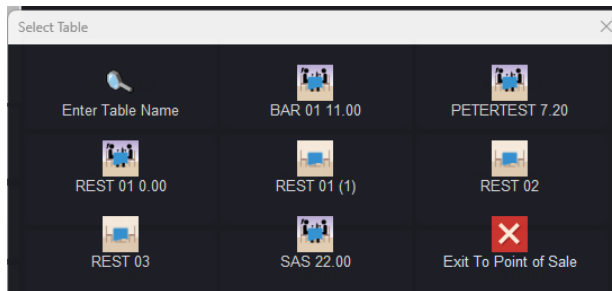 Select Table
Enter Table Name
BAR 01 11.00
PETERTEST 7.20
REST 01 0.00
REST 01 (1)
REST 02
REST 03
SAS 22.00
Exit To Point of Sale